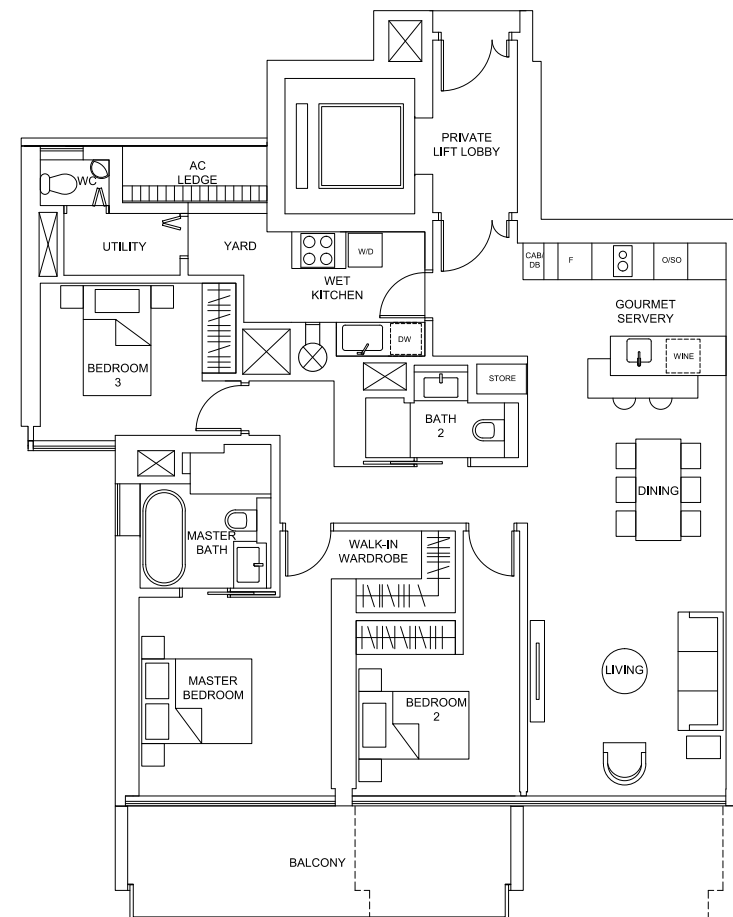 PRIVATE
LIFT LOBBY
AC
LEDGE
WC
UTILITY
YARD
W/D
WET
KITCHEN
CAB/
DB
F
O/SO
GOURMET
SERVERY
DW
WINE
BEDROOM
3
STORE
BATH
2
DINING
MASTER
BATH
WALK-IN
WARDROBE
LIVING
MASTER
BEDROOM
BEDROOM
2
BALCONY